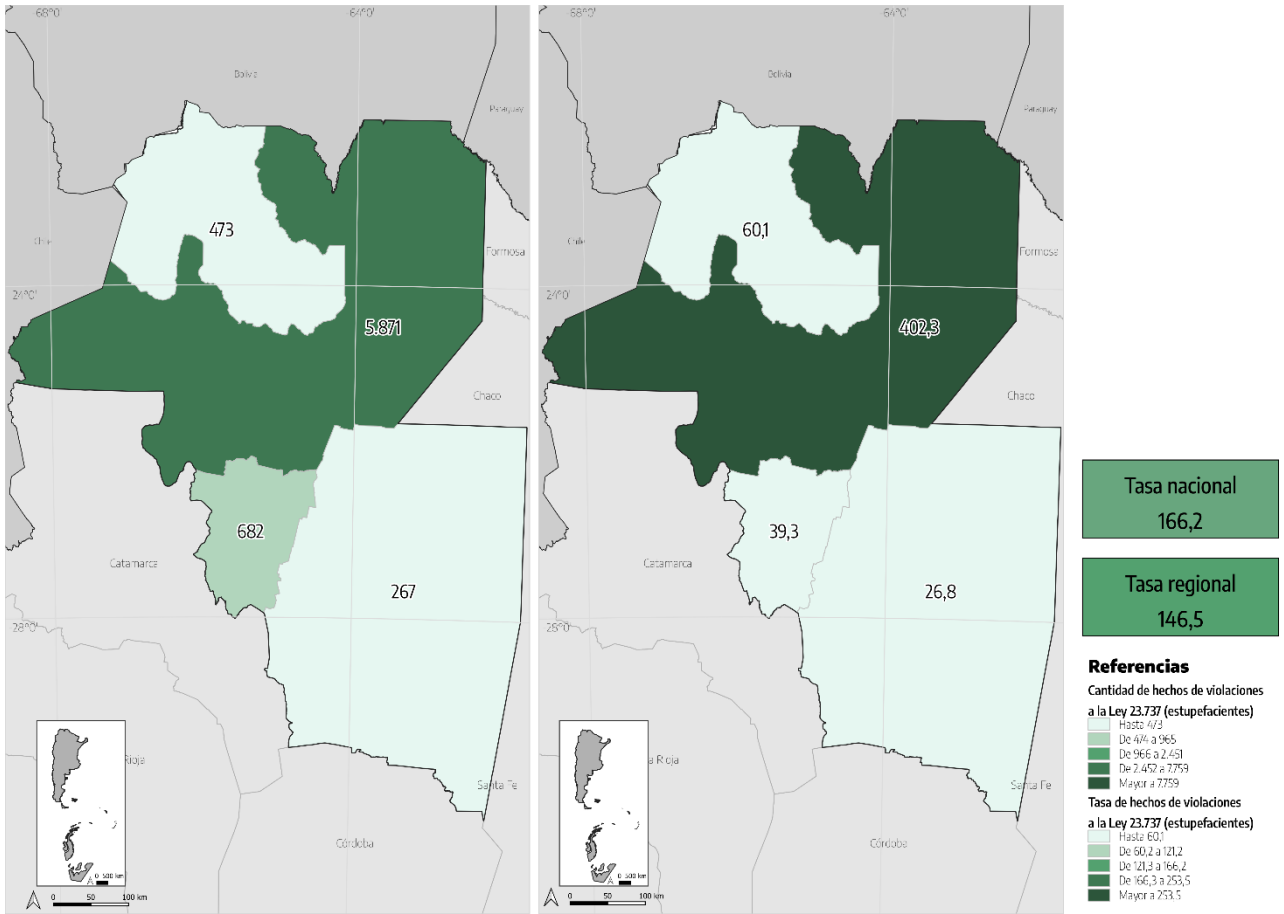 -68°0'
-64°0'
Bolivia
Paraguay
473
Formosa
24°0'
5.871
Chaco
682
Catamarca
267
28°0'
Santa Fe
Córdoba
0 500 km
0 50 100 km
-68°0'
-64°0'
Bolivia
Paraguay
60,1
Chile
Formosa
24°0'
402,3
Chaco
39,3
Catamarca
26,8
28°0'
a Rioja
Santa Fe
Córdoba
0 500 km
0 50 100 km
Tasa nacional
166,2
Tasa regional
146,5
Referencias
Cantidad de hechos de violaciones
a la Ley 23.737 (estupefacientes)
Hasta 473
De 474 a 965
De 966 a 2.451
De 2.452 a 7.759
Mayor a 7.759
Tasa de hechos de violaciones
a la Ley 23.737 (estupefacientes)
Hasta 60,1
De 60,2 a 121,2
De 121,3 a 166,2
De 166,3 a 253,5
Mayor a 253,5